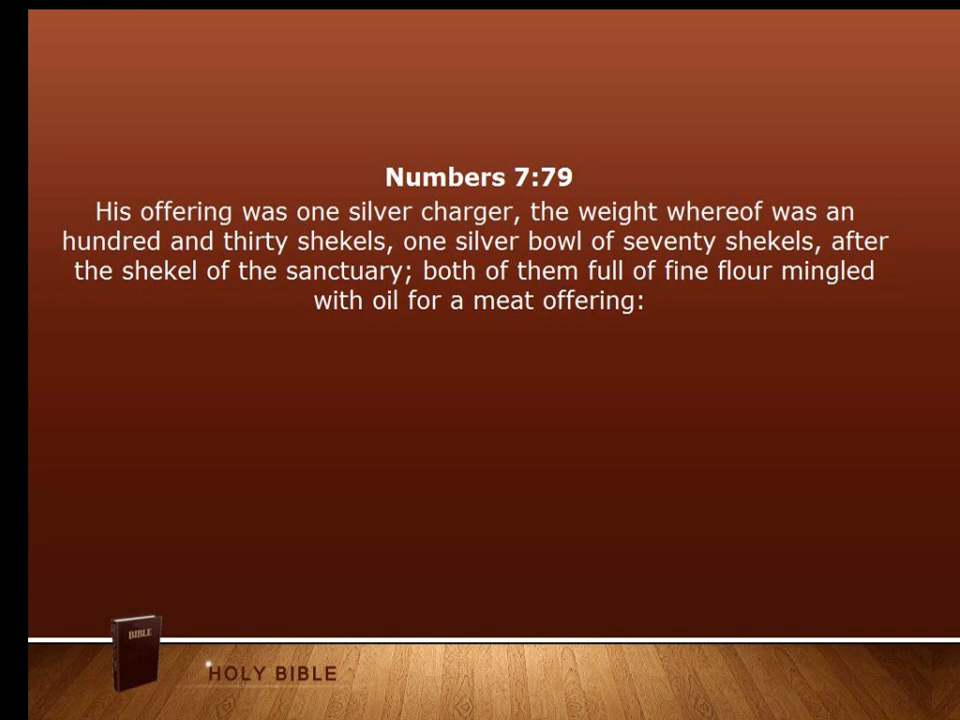 Numbers 7:79
His offering was one silver charger, the weight whereof was an
hundred and thirty shekels, one silver bowl of seventy shekels, after
the shekel of the sanctuary; both of them full of fine flour mingled
with oil for a meat offering:
BIBLE
HOLY BIBLE